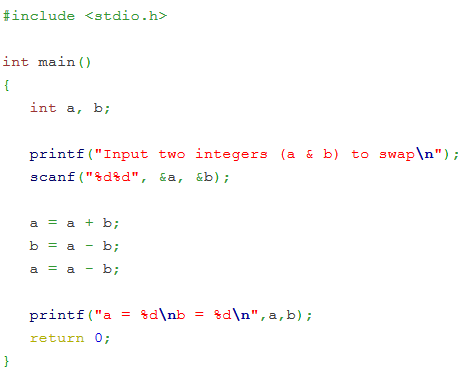 #include <stdio.h>
int main()
{
int a, b;
printf("Input two integers (a & b) to swap\n");
scanf("%d%d", &a, &b);
a = a + b;
b = a - b;
a = a - b;
printf("a = %d\nb = %d\n",a,b);
return 0;
}